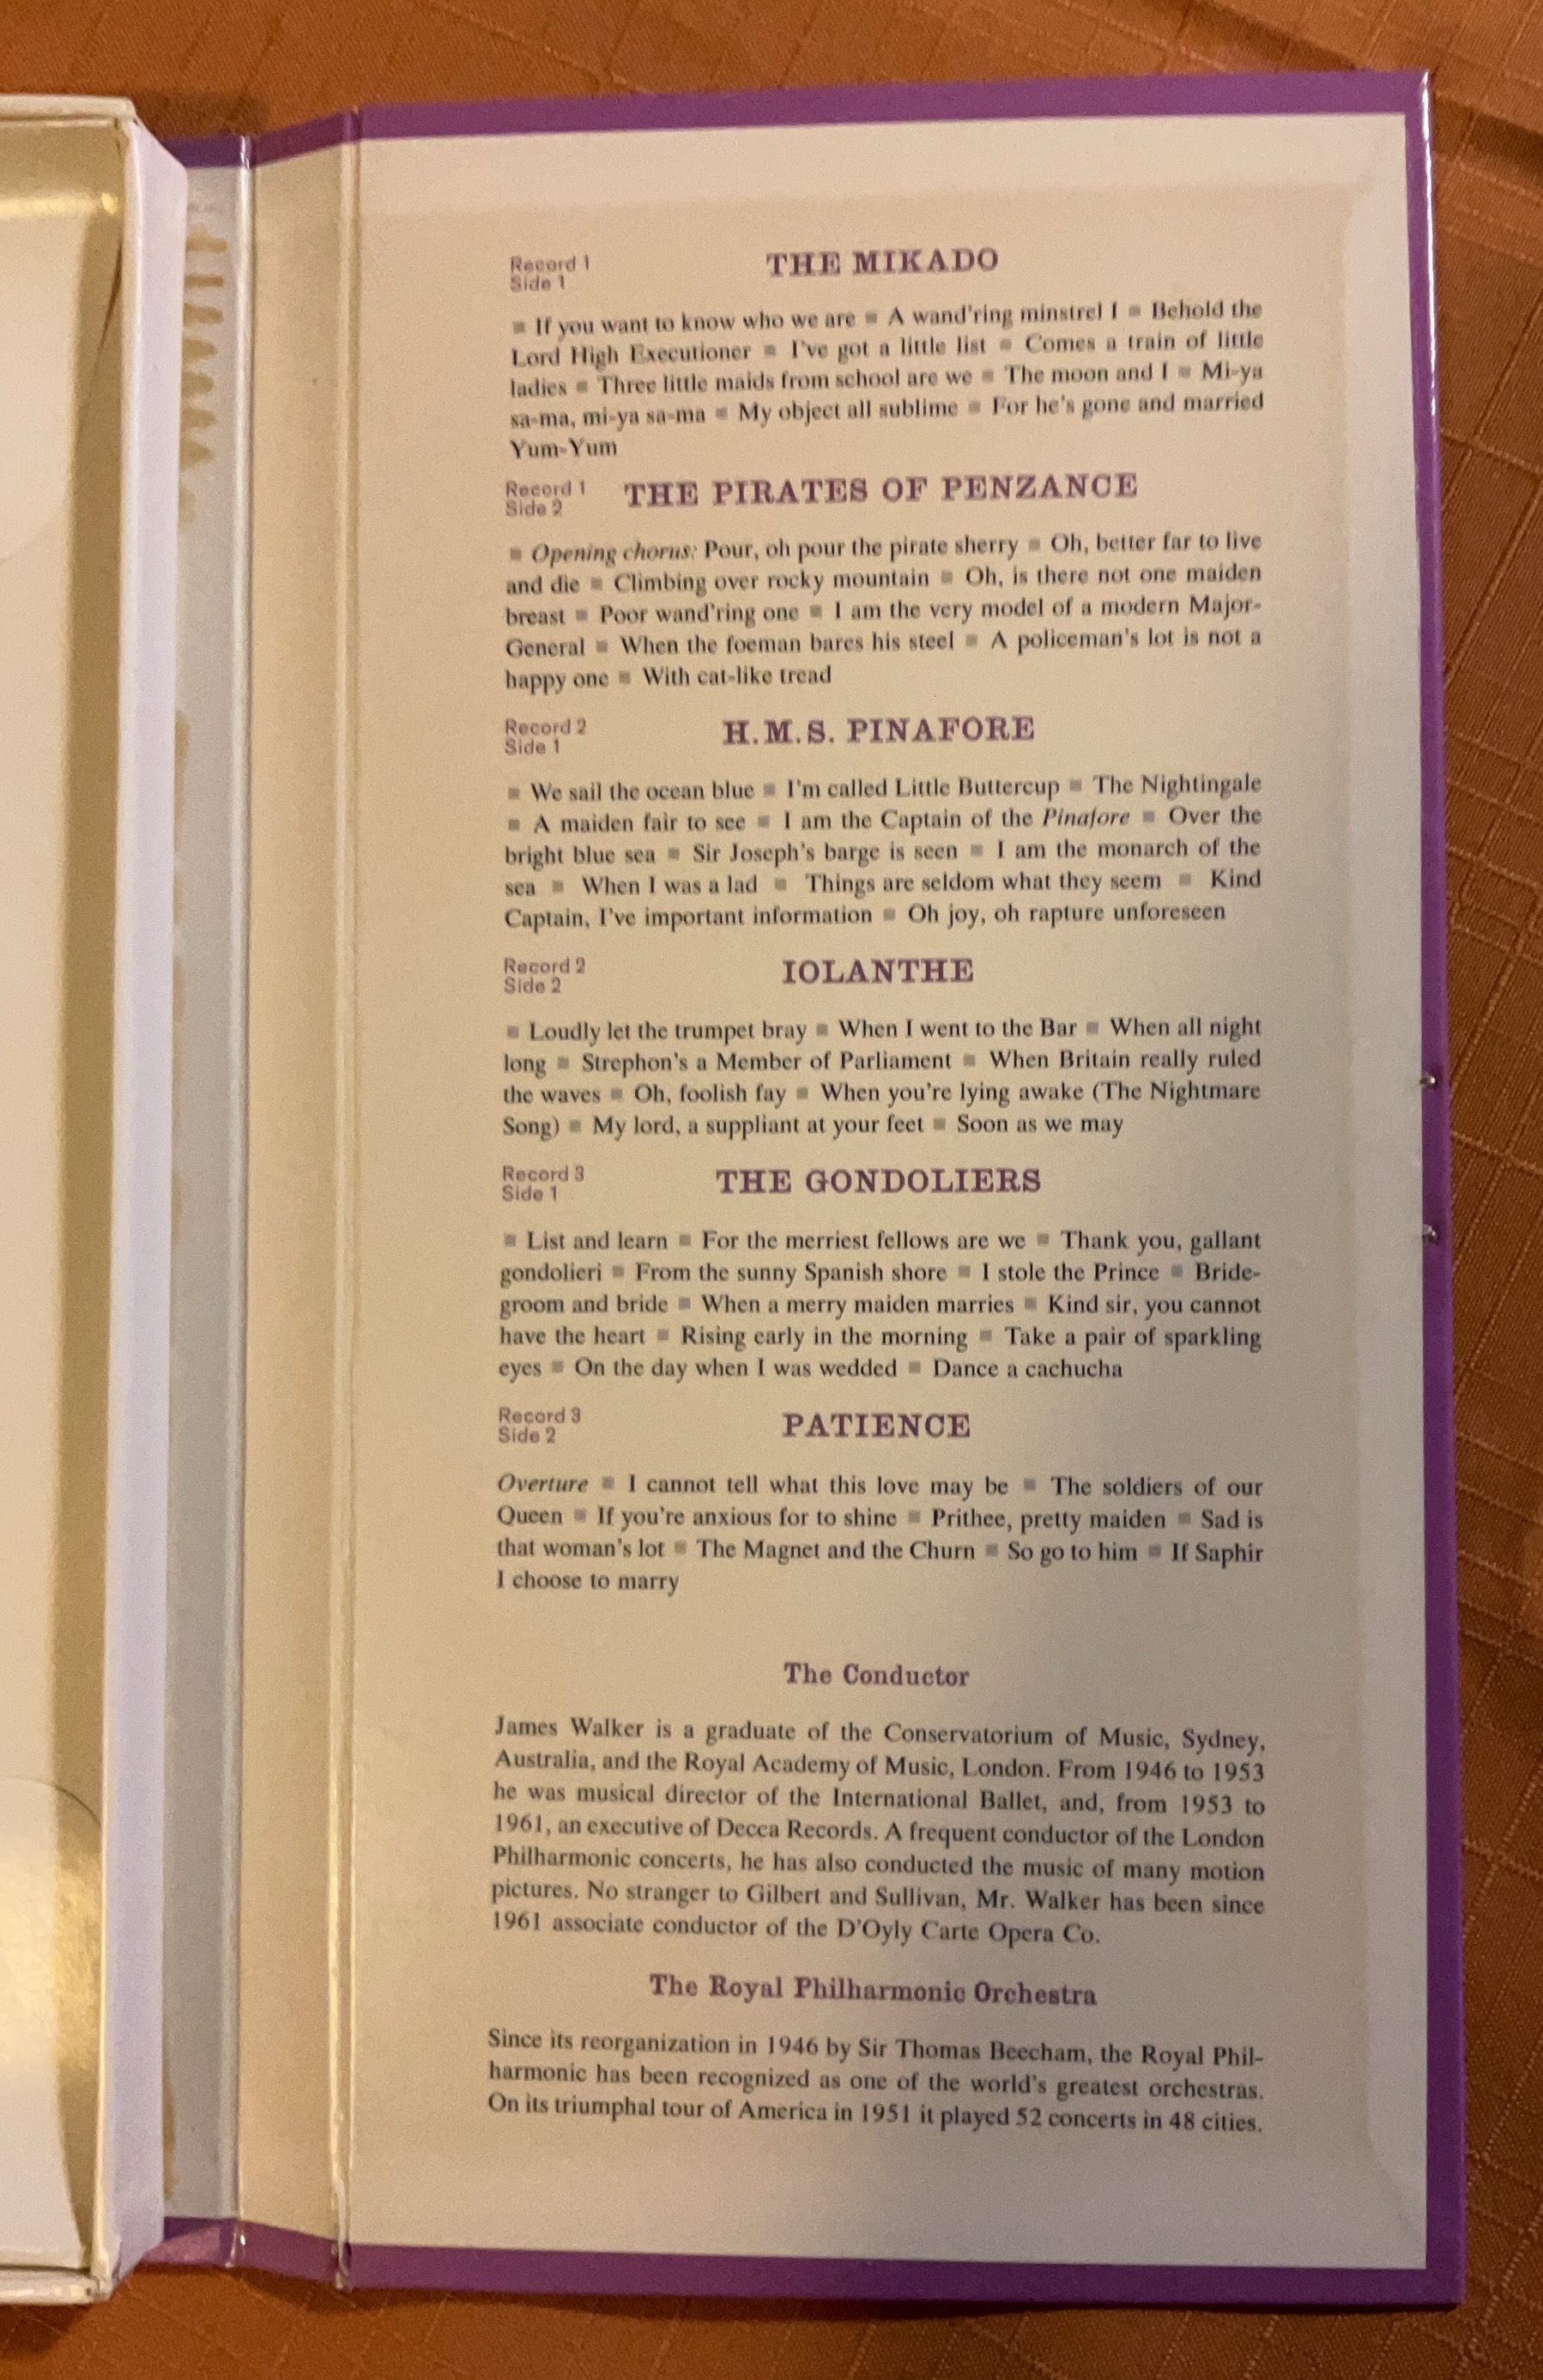 Record 1
Side 1
THE MIKADO
▪ If you want to know who we are ▪ A wand'ring minstrel I ▪ Behold the
Lord High Executioner ▪ I've got a little list ▪ Comes a train of little
ladies ▪ Three little maids from school are we ▪ The moon and I ▪ Mi-ya
sa-ma, mi-ya sa-ma ▪ My object all sublime ▪ For he's gone and married
Yum-Yum
Record 1
Side 2
THE PIRATES OF PENZANCE
▪ Opening chorus: Pour, oh pour the pirate sherry ▪ Oh, better far to live
and die ▪ Climbing over rocky mountain ▪ Oh, is there not one maiden
breast ▪ Poor wand'ring one ▪ I am the very model of a modern Major-
General ▪ When the foeman bares his steel ▪ A policeman's lot is not a
happy one ▪ With cat-like tread
Record 2
Side 1
H.M.S. PINAFORE
▪ We sail the ocean blue ▪ I'm called Little Buttercup ▪ The Nightingale
▪ A maiden fair to see ▪ I am the Captain of the Pinafore ▪ Over the
bright blue sea ▪ Sir Joseph's barge is seen ▪ I am the monarch of the
sea ▪ When I was a lad ▪ Things are seldom what they seem ▪ Kind
Captain, I've important information ▪ Oh joy, oh rapture unforeseen
Record 2
Side 2
IOLANTHE
▪ Loudly let the trumpet bray ▪ When I went to the Bar ▪ When all night
long ▪ Strephon's a Member of Parliament ▪ When Britain really ruled
the waves ▪ Oh, foolish fay ▪ When you're lying awake (The Nightmare
Song) ▪ My lord, a suppliant at your feet ▪ Soon as we may
Record 3
Side 1
THE GONDOLIERS
▪ List and learn ▪ For the merriest fellows are we ▪ Thank you, gallant
gondolieri ▪ From the sunny Spanish shore ▪ I stole the Prince ▪ Bride-
groom and bride ▪ When a merry maiden marries ▪ Kind sir, you cannot
have the heart ▪ Rising early in the morning ▪ Take a pair of sparkling
eyes ▪ On the day when I was wedded ▪ Dance a cachucha
Record 3
Side 2
PATIENCE
Overture ▪ I cannot tell what this love may be ▪ The soldiers of our
Queen ▪ If you're anxious for to shine ▪ Prithee, pretty maiden ▪ Sad is
that woman's lot ▪ The Magnet and the Churn ▪ So go to him ▪ If Saphir
I choose to marry
The Conductor
James Walker is a graduate of the Conservatorium of Music, Sydney,
Australia, and the Royal Academy of Music, London. From 1946 to 1953
he was musical director of the International Ballet, and, from 1953 to
1961, an executive of Decca Records. A frequent conductor of the London
Philharmonic concerts, he has also conducted the music of many motion
pictures. No stranger to Gilbert and Sullivan, Mr. Walker has been since
1961 associate conductor of the D'Oyly Carte Opera Co.
The Royal Philharmonic Orchestra
Since its reorganization in 1946 by Sir Thomas Beecham, the Royal Phil-
harmonic has been recognized as one of the world's greatest orchestras.
On its triumphal tour of America in 1951 it played 52 concerts in 48 cities.